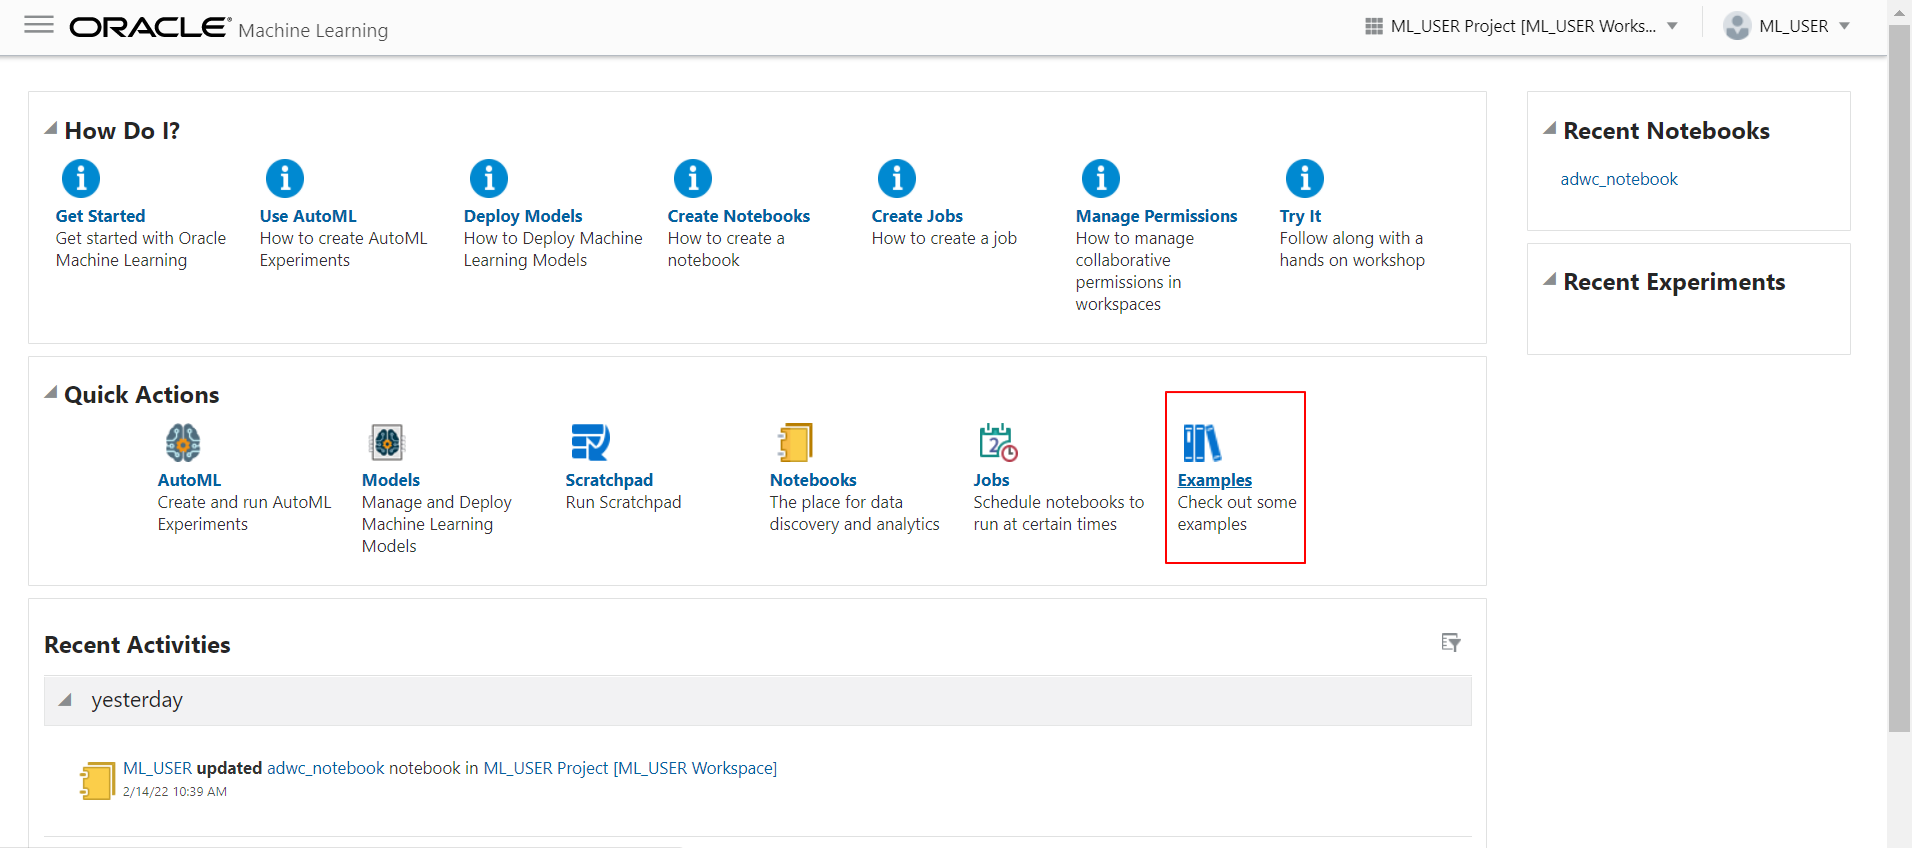 ORACLE® Machine Learning
ML_USER Project [ML_USER Works...
ML_USER
How Do I?
Get Started
Get started with Oracle
Machine Learning
Use AutoML
How to create AutoML
Experiments
Deploy Models
How to Deploy Machine
Learning Models
Create Notebooks
How to create a
notebook
Create Jobs
How to create a job
Manage Permissions
How to manage
collaborative
permissions in
workspaces
Try It
Follow along with a
hands on workshop
Recent Notebooks
adwc_notebook
Recent Experiments
Quick Actions
AutoML
Create and run AutoML
Experiments
Models
Manage and Deploy
Machine Learning
Models
Scratchpad
Run Scratchpad
Notebooks
The place for data
discovery and analytics
2
Jobs
Schedule notebooks to
run at certain times
Examples
Check out some
examples
Recent Activities
yesterday
ML_USER updated adwc_notebook notebook in ML_USER Project [ML_USER Workspace]
2/14/22 10:39 AM